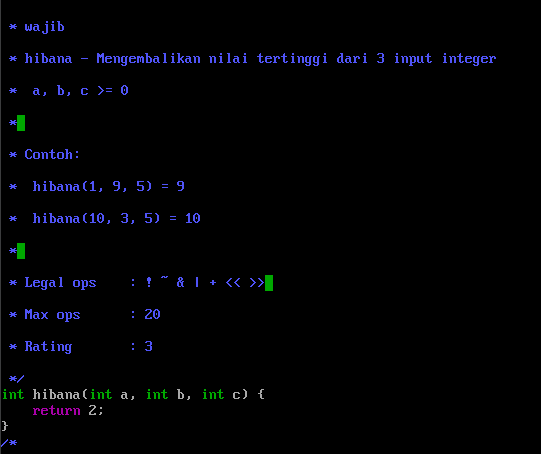 * wajib
* hibana - Mengembalikan nilai tertinggi dari 3 input integer
*  a, b, c >= 0
*
* Contoh:
*  hibana(1, 9, 5) = 9
*  hibana(10, 3, 5) = 10
*
* Legal ops    : ! ~ & | + << >>
* Max ops      : 20
* Rating       : 3
*/
int hibana(int a, int b, int c) {
    return 2;
}
/*